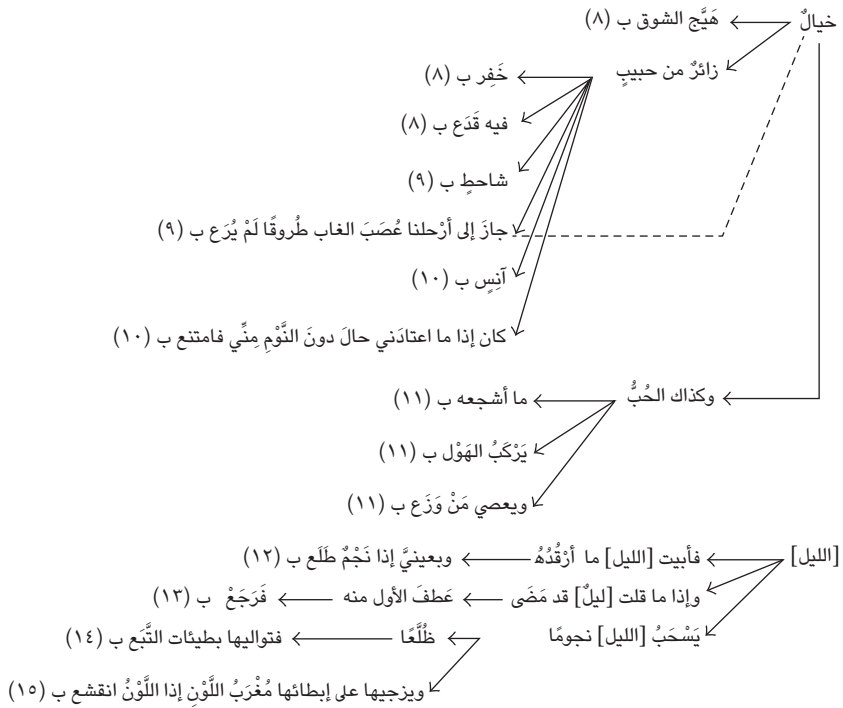 خيالٌ هَيَّج الشوق ب (٨)
زائرٌ من حبيبٍ خَفِر ب (٨)
فيه قَدَع ب (٨)
شاحطٍ ب (٩)
جازَ إلى أرْحلنا عُصَبَ الغاب طُروقًا لَمْ يُرَع ب (٩)
آنِسٍ ب (١٠)
كان إذا ما اعتادَني حالَ دونَ النَّوْمِ مِنِّي فامتنع ب (١٠)
وكذاك الحُبُّ ما أشجعه ب (١١)
يَرْكَبُ الهَوْل ب (١١)
ويعصي مَنْ وَزَع ب (١١)
[الليل] فأبيت [الليل] ما أرْقُدُهُ وبعينيَّ إذا نَجْمٌ طَلَع ب (١٢)
وإذا ما قلت [ليلٌ] قد مَضَى عَطفَ الأول منه فَرَجَعْ ب (١٣)
يَسْحَبُ [الليل] نجومًا ظُلَّعًا فتواليها بطيئات التَّبَع ب (١٤)
ويزجيها على إبطائها مُغْرَبُ اللَّوْنِ إذا اللَّوْنُ انقشع ب (١٥)